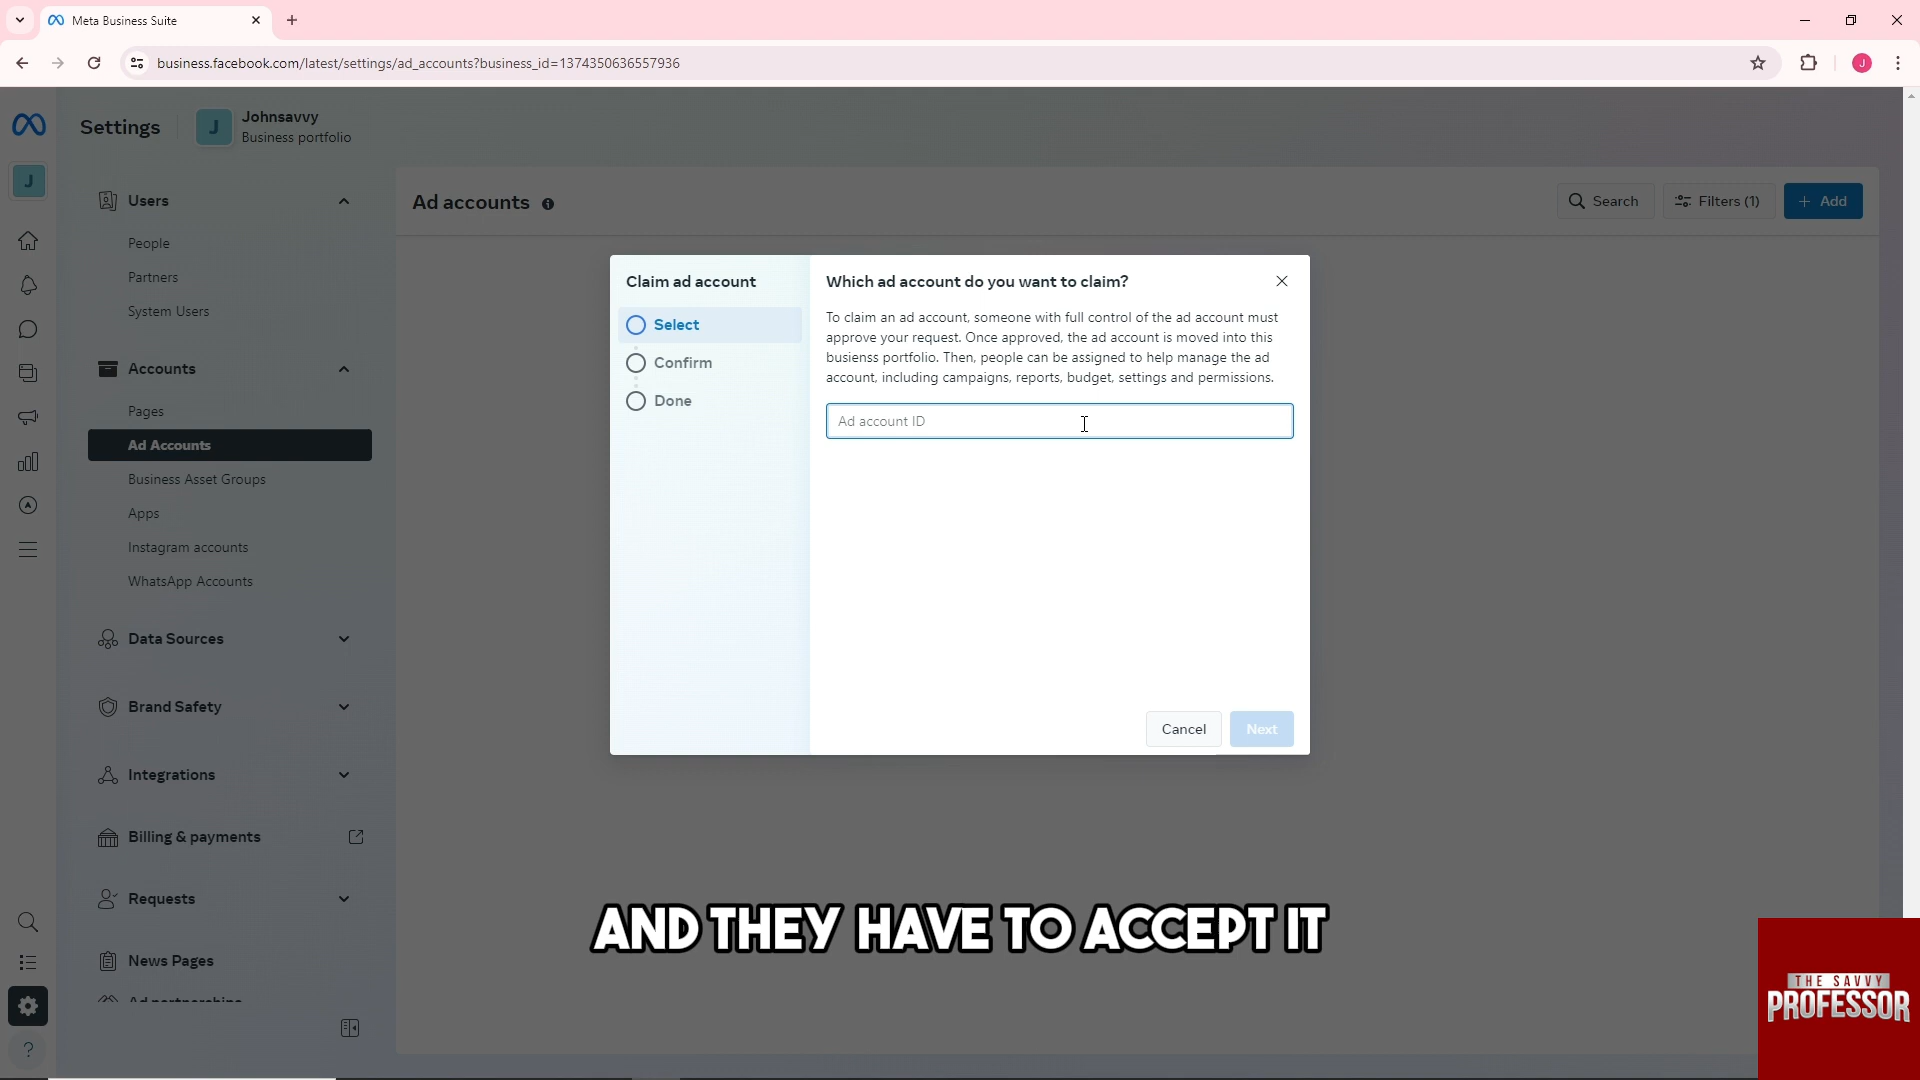 Meta Business Suite
business.facebook.com/latest/settings/ad_accounts?business_id=1374350636557936
J
Settings
J
Johnsavvy
Business portfolio
J
Users
People
Partners
System Users
Accounts
Pages
Ad Accounts
Business Asset Groups
Apps
Instagram accounts
WhatsApp Accounts
Data Sources
Brand Safety
Integrations
Billing & payments
Requests
News Pages
Ad partnerships
?
Ad accounts
Search
Filters (1)
+ Add
Claim ad account
Select
Confirm
Done
Which ad account do you want to claim?
To claim an ad account, someone with full control of the ad account must
approve your request. Once approved, the ad account is moved into this
busienss portfolio. Then, people can be assigned to help manage the ad
account, including campaigns, reports, budget, settings and permissions.
Ad account ID
Cancel
Next
AND THEY HAVE TO ACCEPT IT
THE SAVVY
PROFESSOR